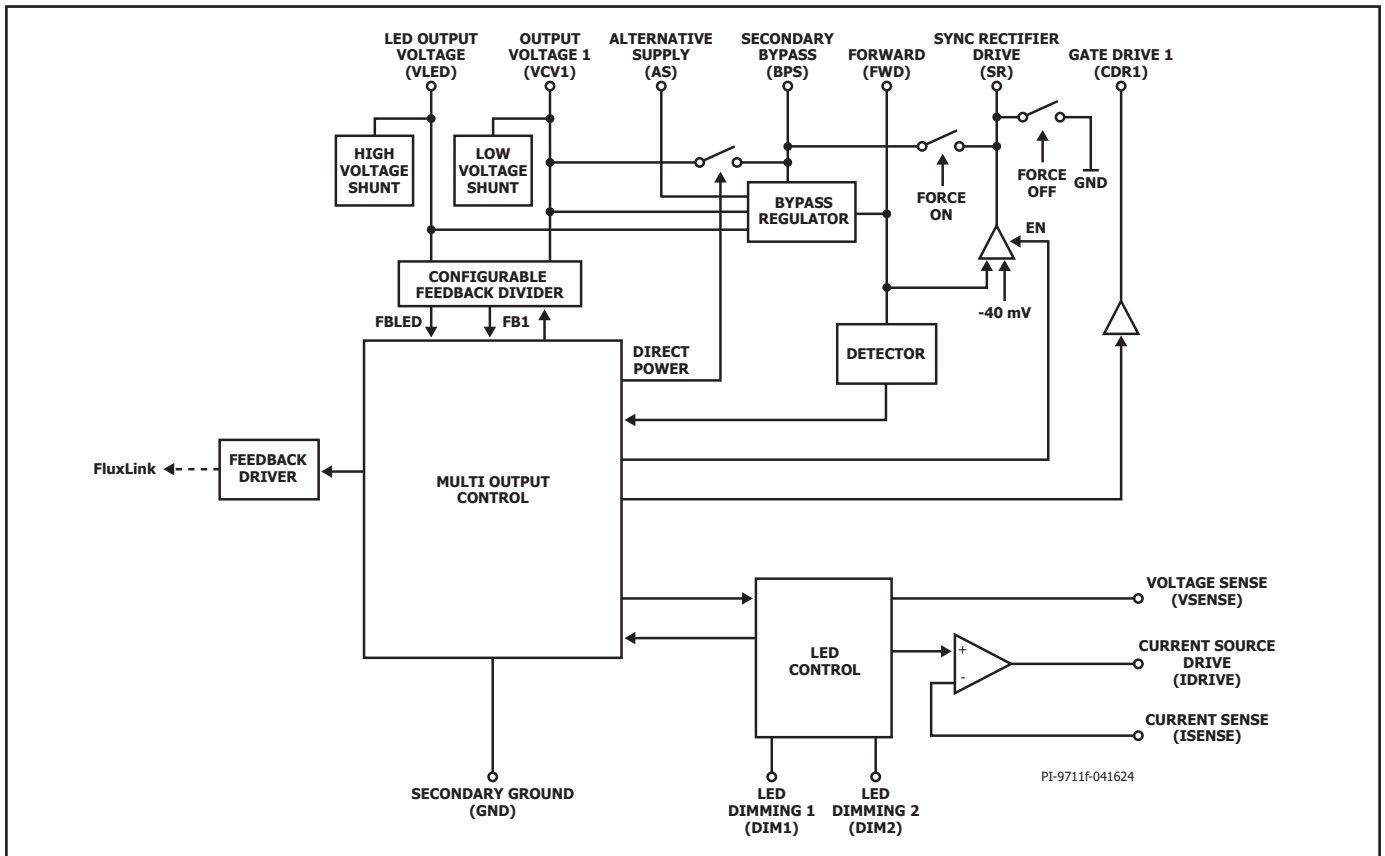 LED OUTPUT
VOLTAGE
(VLED)
OUTPUT
VOLTAGE 1
(VCV1)
ALTERNATIVE
SUPPLY
(AS)
SECONDARY
BYPASS
(BPS)
FORWARD
(FWD)
SYNC RECTIFIER
DRIVE
(SR)
GATE DRIVE 1
(CDR1)
HIGH
VOLTAGE
SHUNT
LOW
VOLTAGE
SHUNT
BYPASS
REGULATOR
FORCE
ON
FORCE
OFF
GND
EN
-40 mV
CONFIGURABLE
FEEDBACK DIVIDER
FBLED
FB1
DIRECT
POWER
DETECTOR
FluxLink
FEEDBACK
DRIVER
MULTI OUTPUT
CONTROL
LED
CONTROL
+
-
VOLTAGE SENSE
(VSENSE)
CURRENT SOURCE
DRIVE
(IDRIVE)
CURRENT SENSE
(ISENSE)
SECONDARY GROUND
(GND)
LED
DIMMING 1
(DIM1)
LED
DIMMING 2
(DIM2)
PI-9711f-041624